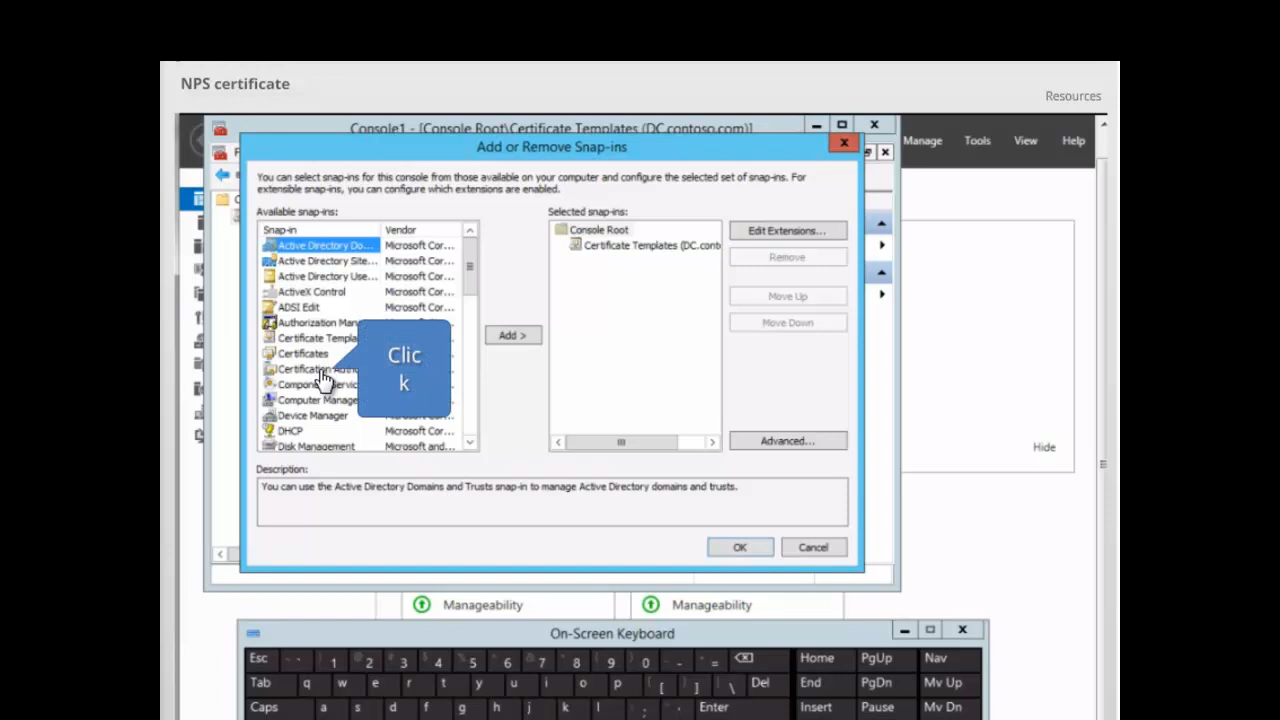 NPS certificate
Resources
Console1 - [Console Root\Certificate Templates (DC.contoso.com)]
Manage Tools View Help
Add or Remove Snap-ins
You can select snap-ins for this console from those available on your computer and configure the selected set of snap-ins. For
extensible snap-ins, you can configure which extensions are enabled.
Available snap-ins:
Snap-in Vendor
Active Directory Do... Microsoft Cor...
Active Directory Site... Microsoft Cor...
Active Directory Use... Microsoft Cor...
ActiveX Control Microsoft Cor...
ADSI Edit Microsoft Cor...
Authorization Man
Certificate Templa
Certificates
Certification
Compon Servic
Computer Manage
Device Manager
DHCP Microsoft Cor...
Disk Management Microsoft and...
Clic
k
Add >
Selected snap-ins:
Console Root
Certificate Templates (DC.cont
Edit Extensions...
Remove
Move Up
Move Down
Advanced...
Hide
Description:
You can use the Active Directory Domains and Trusts snap-in to manage Active Directory domains and trusts.
OK Cancel
Manageability Manageability
On-Screen Keyboard
Esc 1 2 3 4 5 6 7 8 9 0 - = Home PgUp Nav
Tab q w e r t y u i o p [ ] \ Del End PgDn Mv Up
Caps a s d f g h j k l ; ' Enter Insert Pause Mv Dn